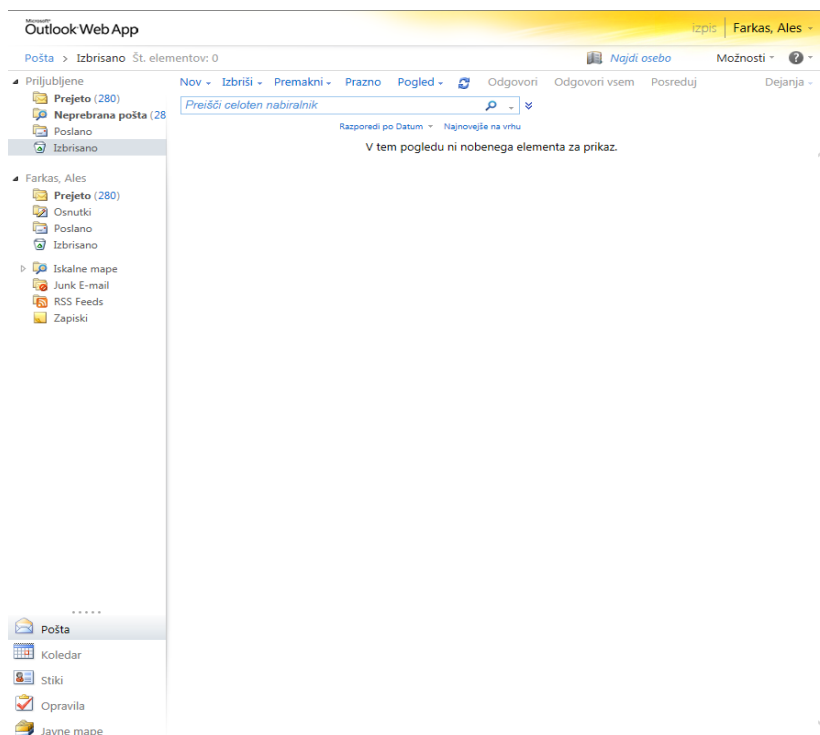 Microsoft®
Outlook Web App
izpis Farkas, Ales
Pošta > Izbrisano Št. elementov: 0
Najdi osebo Možnosti
Priljubljene
Prejeto (280)
Neprebrana pošta (28
Poslano
Izbrisano
Farkas, Ales
Prejeto (280)
Osnutki
Poslano
Izbrisano
Iskalne mape
Junk E-mail
RSS Feeds
Zapiski
Pošta
Koledar
Stiki
Opravila
Javne mape
Nov Izbriši Premakni Prazno Pogled Odgovori Odgovori vsem Posreduj Dejanja
Preišči celoten nabiralnik
Razporedi po Datum Najnovejše na vrhu
V tem pogledu ni nobenega elementa za prikaz.